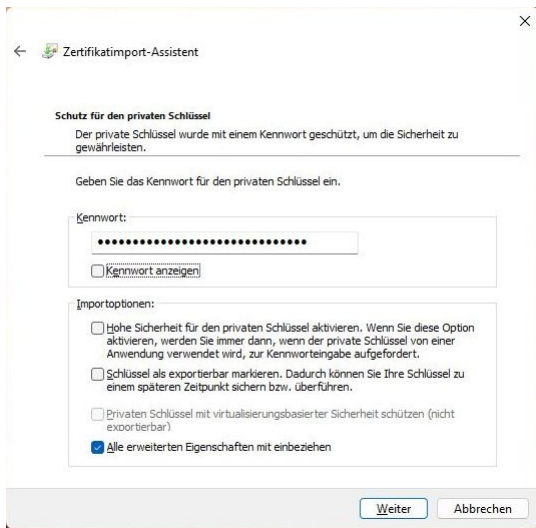 Zertifikatimport-Assistent
Schutz für den privaten Schlüssel
Der private Schlüssel wurde mit einem Kennwort geschützt, um die Sicherheit zu
gewährleisten.
Geben Sie das Kennwort für den privaten Schlüssel ein.
Kennwort:
••••••••••••••••••••••••••••••
Kennwort anzeigen
Importoptionen:
Hohe Sicherheit für den privaten Schlüssel aktivieren. Wenn Sie diese Option
aktivieren, werden Sie immer dann, wenn der private Schlüssel von einer
Anwendung verwendet wird, zur Kennworteingabe aufgefordert.
Schlüssel als exportierbar markieren. Dadurch können Sie Ihre Schlüssel zu
einem späteren Zeitpunkt sichern bzw. überführen.
Privaten Schlüssel mit virtualisierungsbasierter Sicherheit schützen (nicht
exportierbar)
Alle erweiterten Eigenschaften mit einbeziehen
Weiter
Abbrechen